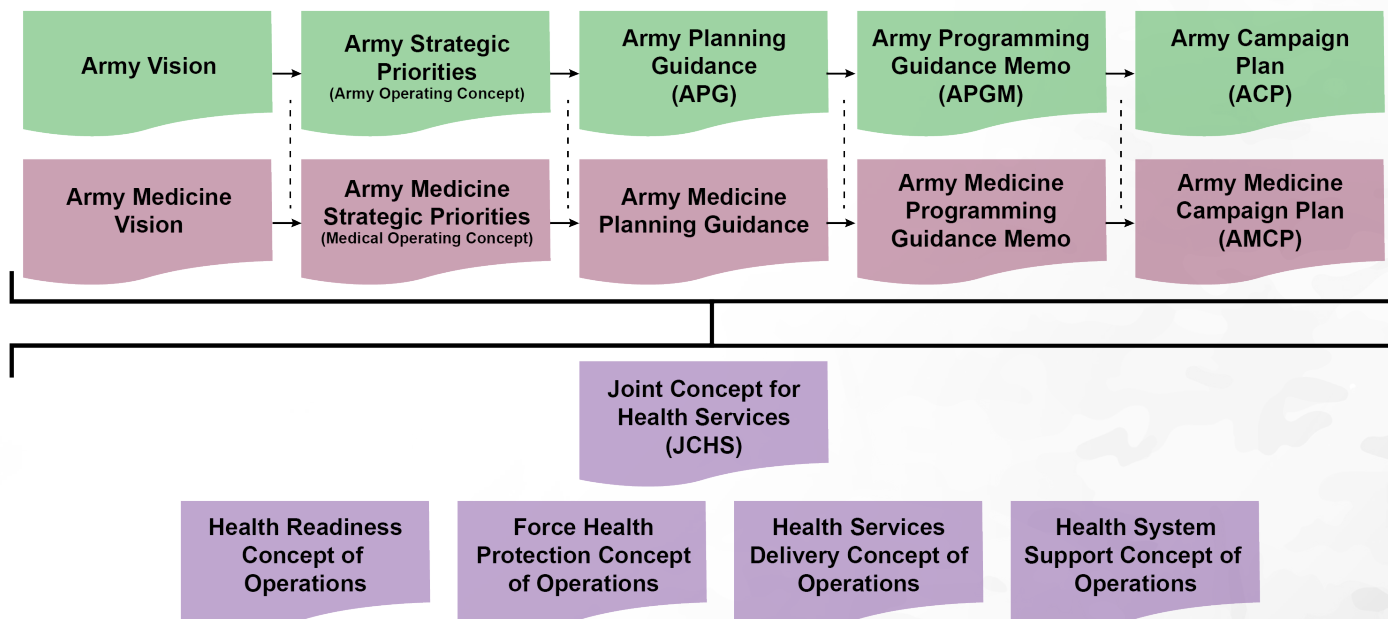 Army Vision
Army Strategic
Priorities
(Army Operating Concept)
Army Planning
Guidance
(APG)
Army Programming
Guidance Memo
(APGM)
Army Campaign
Plan
(ACP)
Army Medicine
Vision
Army Medicine
Strategic Priorities
(Medical Operating Concept)
Army Medicine
Planning Guidance
Army Medicine
Programming
Guidance Memo
Army Medicine
Campaign Plan
(AMCP)
Joint Concept for
Health Services
(JCHS)
Health Readiness
Concept of
Operations
Force Health
Protection Concept
of Operations
Health Services
Delivery Concept of
Operations
Health System
Support Concept of
Operations